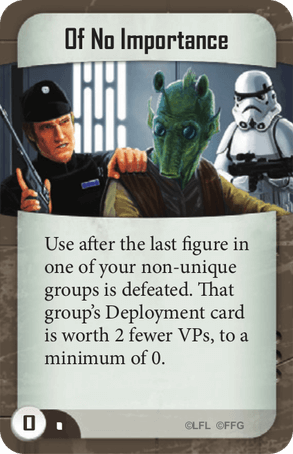 Of No Importance
Use after the last figure in
one of your non-unique
groups is defeated. That
group's Deployment card
is worth 2 fewer VPs, to a
minimum of 0.
0
©LFL ©FFG